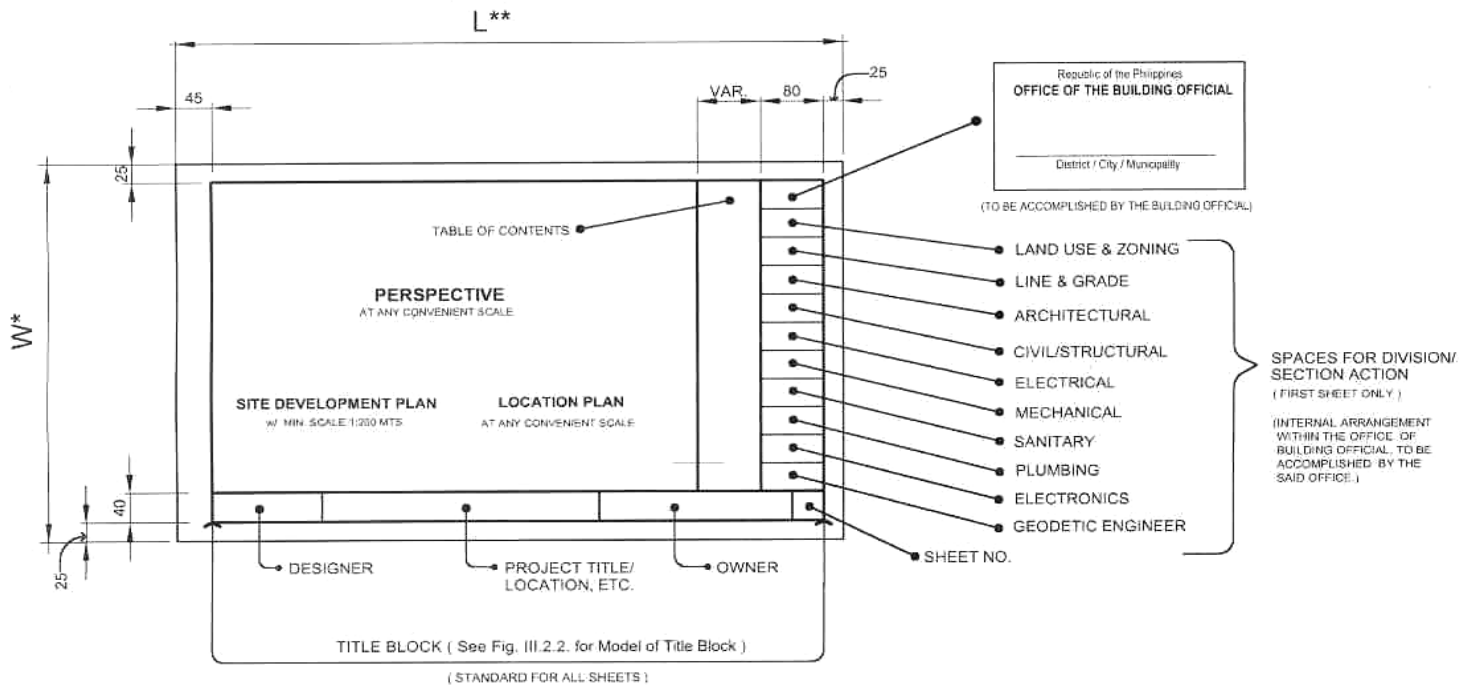 L**
25
VAR.
80
45
25
W*
40
25
Republic of the Philippines
OFFICE OF THE BUILDING OFFICIAL
District / City / Municipality
(TO BE ACCOMPLISHED BY THE BUILDING OFFICIAL)
TABLE OF CONTENTS
PERSPECTIVE
AT ANY CONVENIENT SCALE
SITE DEVELOPMENT PLAN
w/ MIN. SCALE 1:200 MTS
LOCATION PLAN
AT ANY CONVENIENT SCALE
LAND USE & ZONING
LINE & GRADE
ARCHITECTURAL
CIVIL/STRUCTURAL
ELECTRICAL
MECHANICAL
SANITARY
PLUMBING
ELECTRONICS
GEODETIC ENGINEER
SHEET NO.
SPACES FOR DIVISION/
SECTION ACTION
( FIRST SHEET ONLY )
(INTERNAL ARRANGEMENT
WITHIN THE OFFICE OF
BUILDING OFFICIAL, TO BE
ACCOMPLISHED BY THE
SAID OFFICE.)
DESIGNER
PROJECT TITLE/
LOCATION, ETC.
OWNER
TITLE BLOCK ( See Fig. III.2.2. for Model of Title Block )
( STANDARD FOR ALL SHEETS )